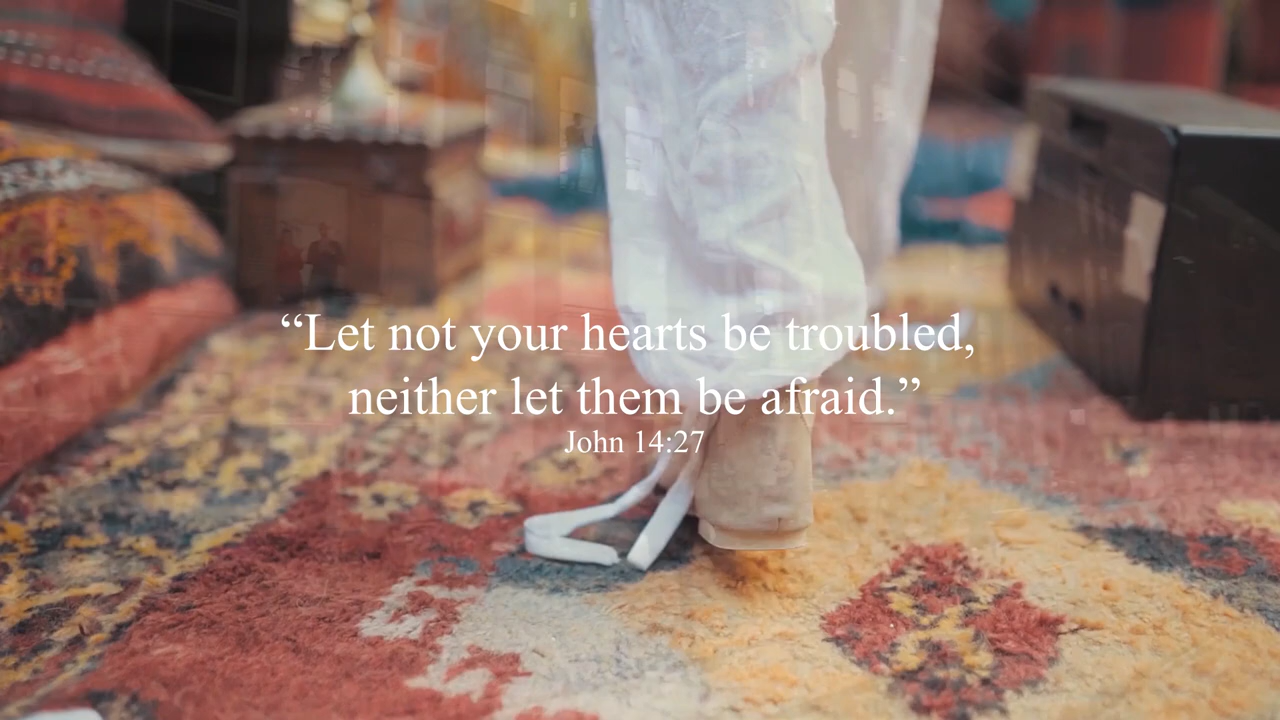 “Let not your hearts be troubled,
neither let them be afraid.”
John 14:27